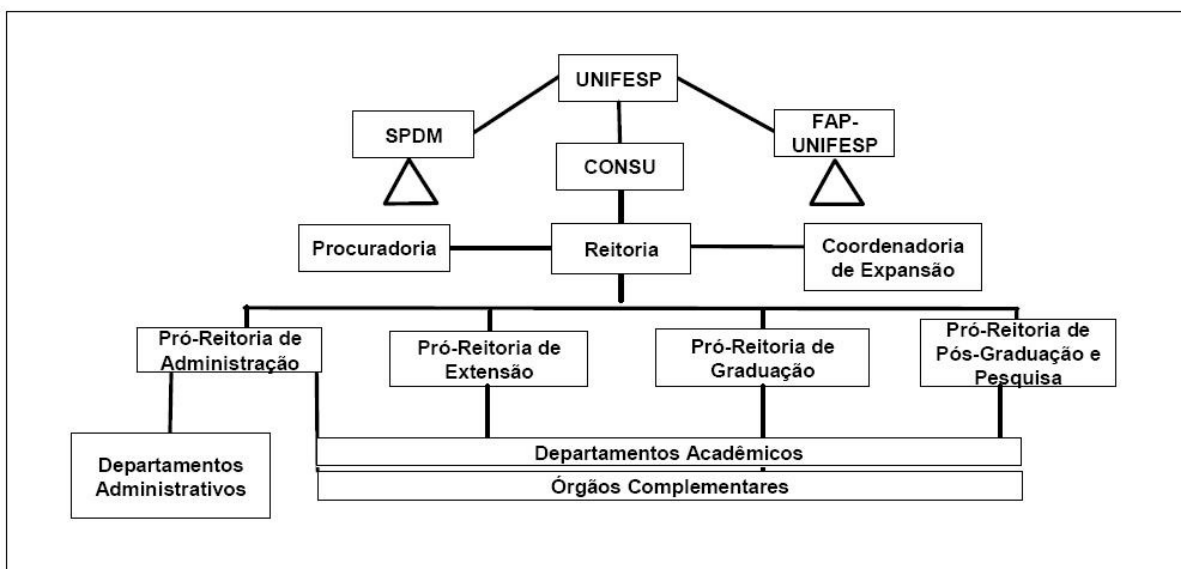 UNIFESP
SPDM
FAP-
UNIFESP
CONSU
Procuradoria
Reitoria
Coordenadoria
de Expansão
Pró-Reitoria de
Administração
Pró-Reitoria de
Extensão
Pró-Reitoria de
Graduação
Pró-Reitoria de
Pós-Graduação e
Pesquisa
Departamentos
Administrativos
Departamentos Acadêmicos
Órgãos Complementares